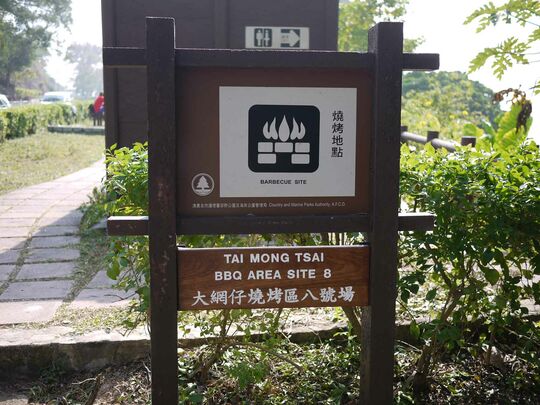 燒烤地點
BARBECUE SITE
漁農自然護理署郊野公園及海岸公園管理局 Country and Marine Parks Authority, A.F.C.D.
TAI MONG TSAI
BBQ AREA SITE 8
大網仔燒烤區八號場